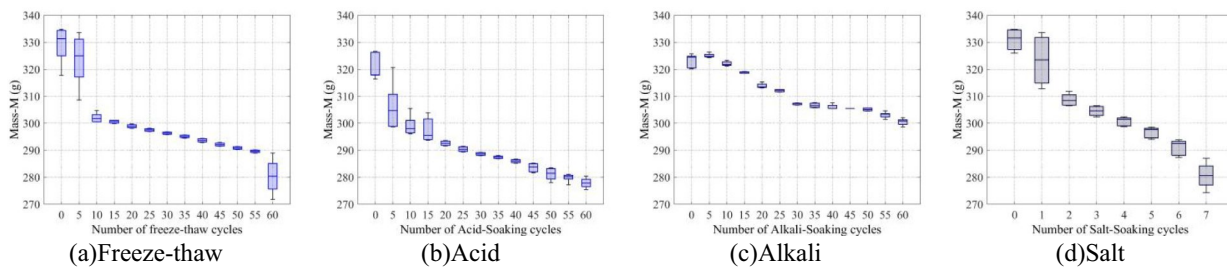 340
330
320
310
300
290
280
270
Mass-M (g)
0 5 10 15 20 25 30 35 40 45 50 55 60
Number of freeze-thaw cycles
(a)Freeze-thaw
340
330
320
310
300
290
280
270
Mass-M (g)
0 5 10 15 20 25 30 35 40 45 50 55 60
Number of Acid-Soaking cycles
(b)Acid
340
330
320
310
300
290
280
270
Mass-M (g)
0 5 10 15 20 25 30 35 40 45 50 55 60
Number of Alkali-Soaking cycles
(c)Alkali
340
330
320
310
300
290
280
270
Mass-M (g)
0 1 2 3 4 5 6 7
Number of Salt-Soaking cycles
(d)Salt